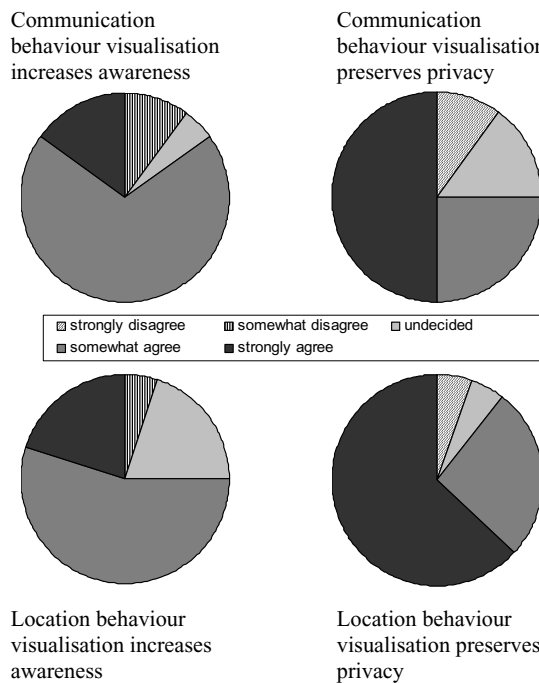 Communication
behaviour visualisation
increases awareness
Communication
behaviour visualisation
preserves privacy
strongly disagree somewhat disagree undecided
somewhat agree strongly agree
Location behaviour
visualisation increases
awareness
Location behaviour
visualisation preserves
privacy